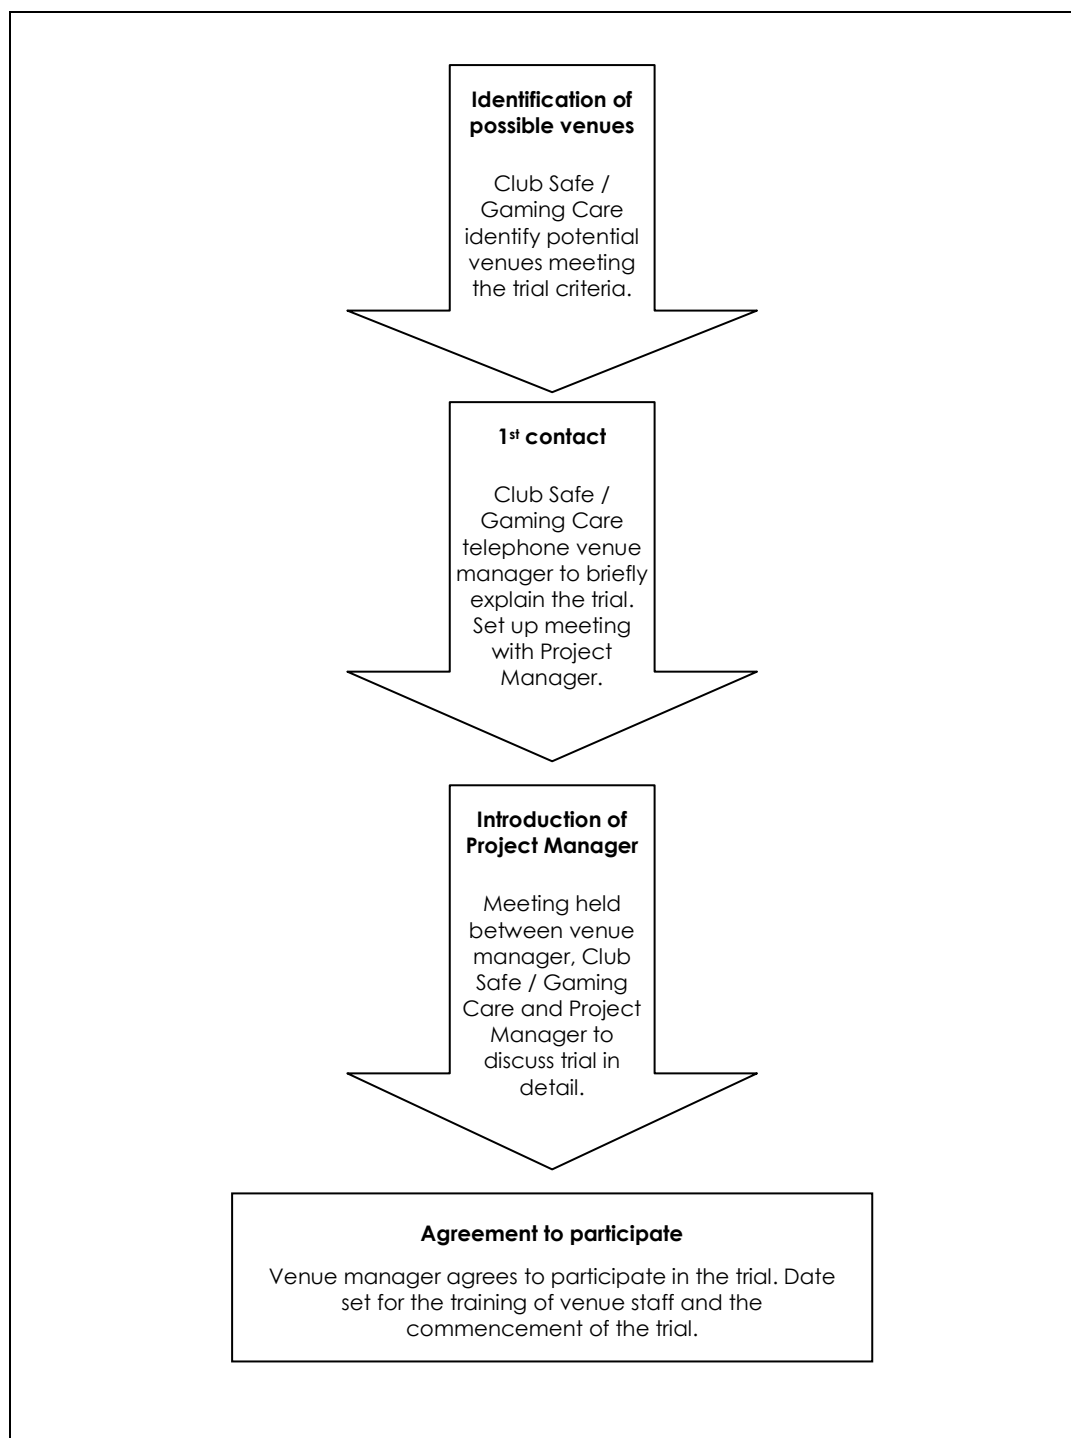 Identification of
possible venues
Club Safe /
Gaming Care
identify potential
venues meeting
the trial criteria.
1st contact
Club Safe /
Gaming Care
telephone venue
manager to briefly
explain the trial.
Set up meeting
with Project
Manager.
Introduction of
Project Manager
Meeting held
between venue
manager, Club
Safe / Gaming
Care and Project
Manager to
discuss trial in
detail.
Agreement to participate
Venue manager agrees to participate in the trial. Date
set for the training of venue staff and the
commencement of the trial.